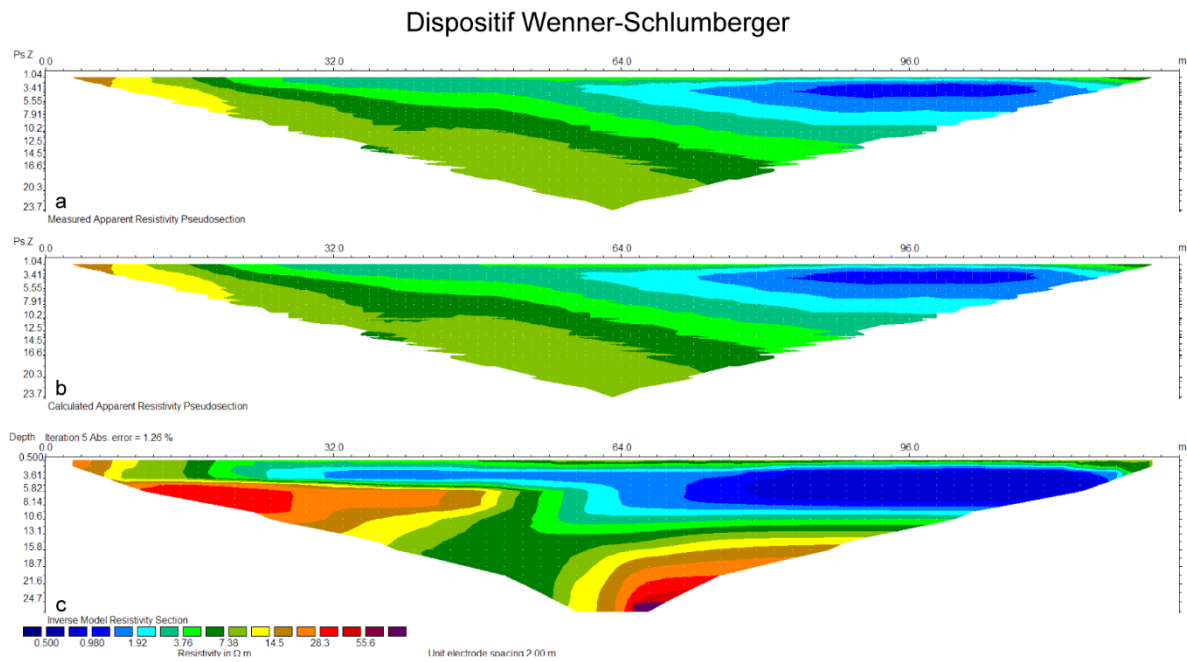 Dispositif Wenner-Schlumberger
Ps.Z 0.0 32.0 64.0 96.0 m
1.04
3.41
5.55
7.91
10.2
12.5
14.5
16.6
20.3
23.7
a
Measured Apparent Resistivity Pseudosection
Ps.Z 0.0 32.0 64.0 96.0 m
1.04
3.41
5.55
7.91
10.2
12.5
14.5
16.6
20.3
23.7
b
Calculated Apparent Resistivity Pseudosection
Depth Iteration 5 Abs. error = 1.26 %
0.0 32.0 64.0 96.0 m
0.500
3.61
5.82
8.14
10.6
13.1
15.8
18.7
21.6
24.7
c
Inverse Model Resistivity Section
0.500 0.980 1.92 3.76 7.38 14.5 28.3 55.6
Resistivity in Ω.m Unit electrode spacing 2.00 m